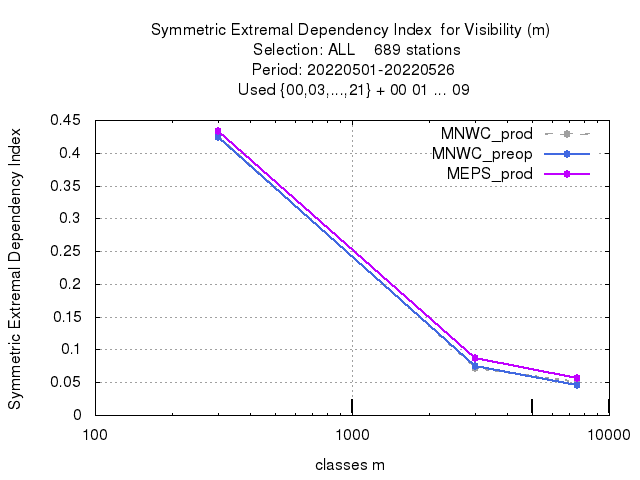 Symmetric Extremal Dependency Index  for Visibility (m)
Selection: ALL    689 stations
Period: 20220501-20220526
Used {00,03,...,21} + 00 01 ... 09
Symmetric Extremal Dependency Index
0.45
0.4
0.35
0.3
0.25
0.2
0.15
0.1
0.05
0
MNWC_prod
MNWC_preop
MEPS_prod
100
1000
10000
classes m